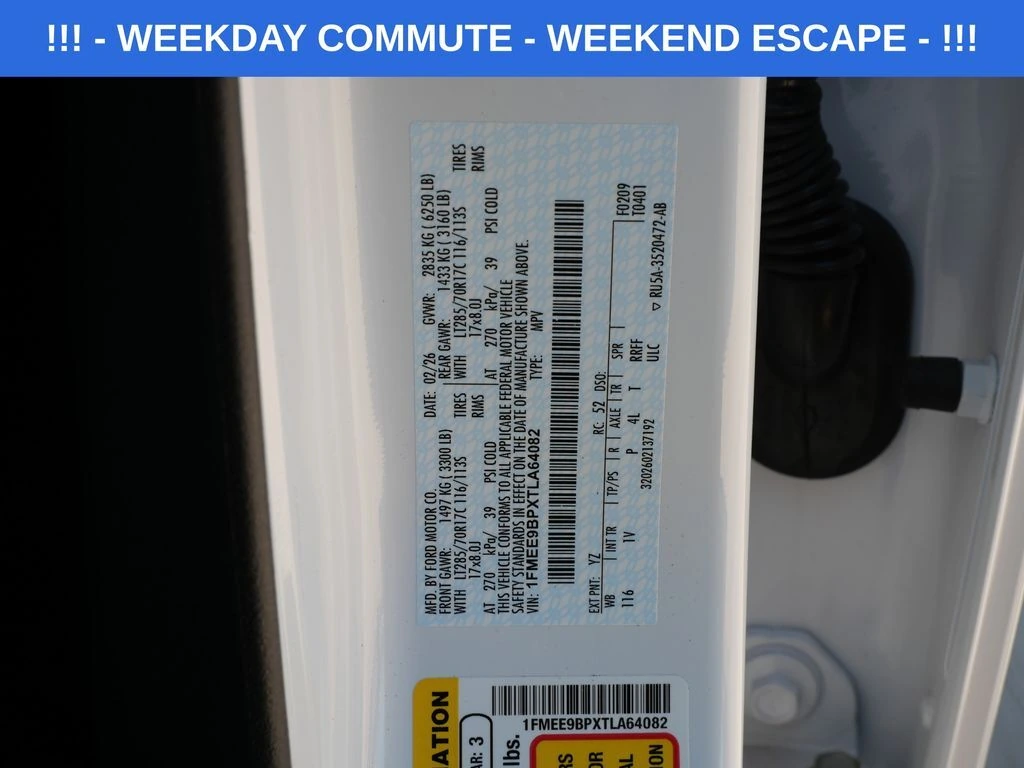 !!! - WEEKDAY COMMUTE - WEEKEND ESCAPE - !!!
MFD. BY FORD MOTOR CO. DATE: 02/26 GVWR: 2835 KG ( 6250 LB)
FRONT GAWR: 1497 KG ( 3300 LB) REAR GAWR: 1433 KG ( 3160 LB)
WITH LT285/70R17C 116/113S TIRES WITH LT285/70R17C 116/113S TIRES
17x8.0J RIMS 17x8.0J RIMS
AT 270 kPa/ 39 PSI COLD AT 270 kPa/ 39 PSI COLD
THIS VEHICLE CONFORMS TO ALL APPLICABLE FEDERAL MOTOR VEHICLE
SAFETY STANDARDS IN EFFECT ON THE DATE OF MANUFACTURE SHOWN ABOVE.
VIN: 1FMEE9BPXTLA64082 TYPE: MPV
EXT PNT: YZ RC: 52 DSO: F0209
WB INT TR TP/PS R AXLE TR SPR T0401
116 1V P 4L T RRFF
3202602137192 ULC
▽ RU5A-3520472-AB
1FMEE9BPXTLA64082